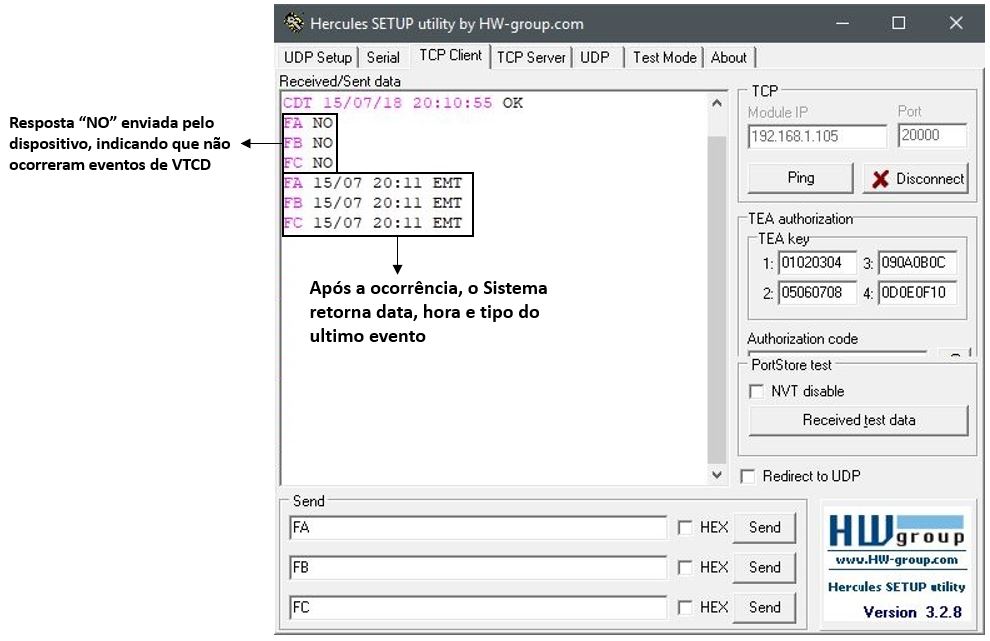 Hercules SETUP utility by HW-group.com
UDP Setup Serial TCP Client TCP Server UDP Test Mode About
Received/Sent data
CDT 15/07/18 20:10:55 OK
FA NO
FB NO
FC NO
FA 15/07 20:11 EMT
FB 15/07 20:11 EMT
FC 15/07 20:11 EMT
Resposta “NO” enviada pelo
dispositivo, indicando que não
ocorreram eventos de VTCD
Após a ocorrência, o Sistema
retorna data, hora e tipo do
ultimo evento
TCP
Module IP Port
192.168.1.105 20000
Ping Disconnect
TEA authorization
TEA key
1: 01020304 3: 090A0B0C
2: 05060708 4: 0D0E0F10
Authorization code
PortStore test
NVT disable
Received test data
Redirect to UDP
Send
FA HEX Send
FB HEX Send
FC HEX Send
HW group
www.HW-group.com
Hercules SETUP utility
Version 3.2.8